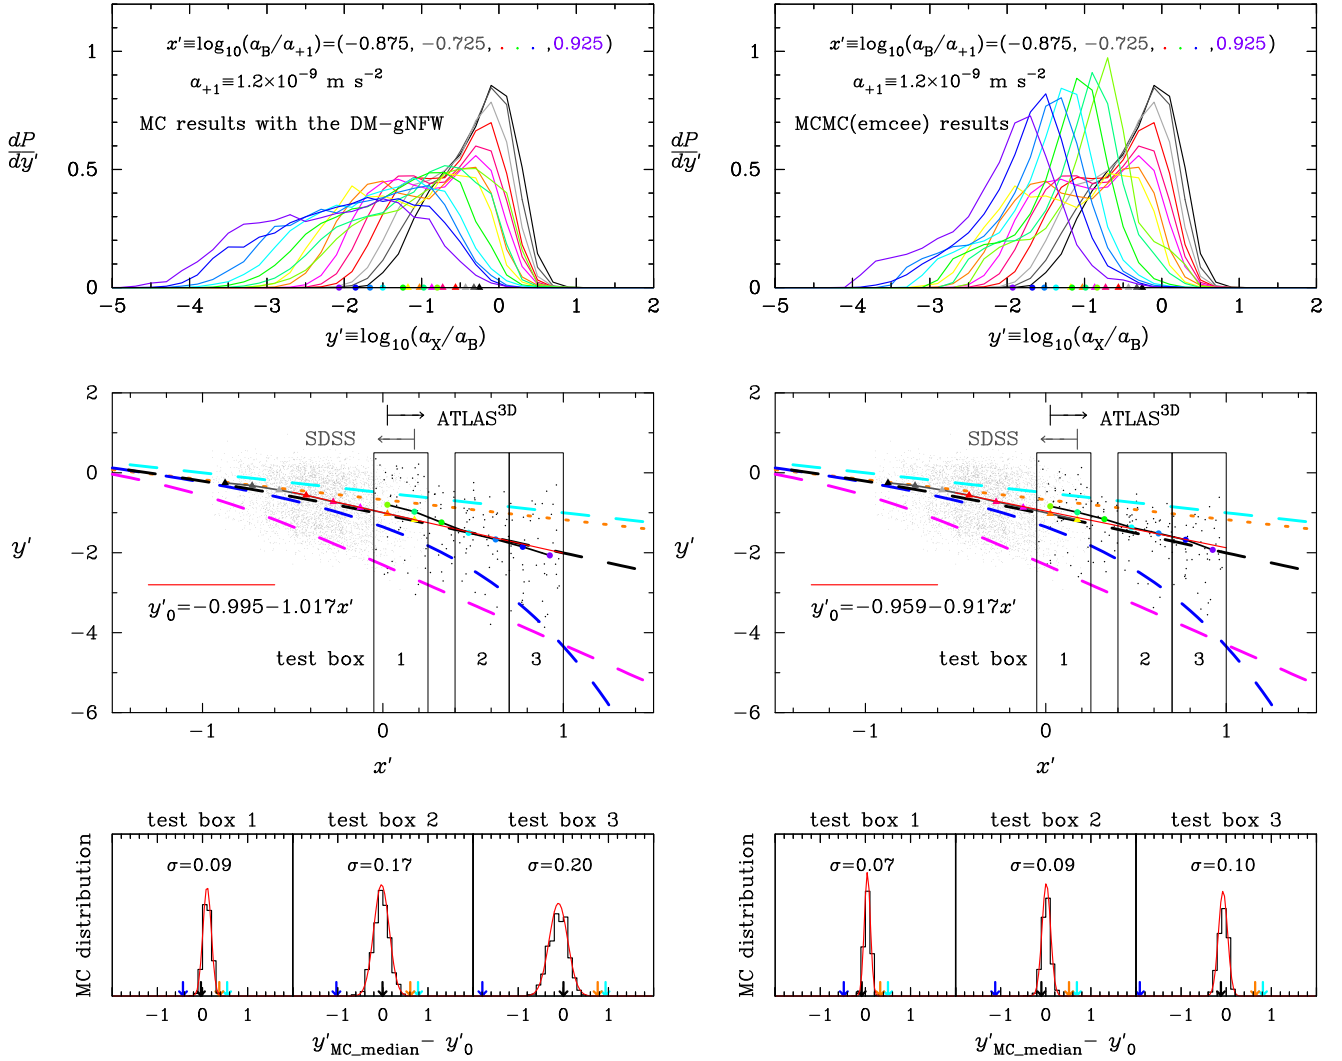 x'≡log10(aB/a+1)=(−0.875, −0.725, . . . ,0.925)
a+1≡1.2×10−9 m s−2
MC results with the DM−gNFW
dP
dy'
1
0.5
0
−5 −4 −3 −2 −1 0 1 2
y'≡log10(aX/aB)
x'≡log10(aB/a+1)=(−0.875, −0.725, . . . ,0.925)
a+1≡1.2×10−9 m s−2
MCMC(emcee) results
dP
dy'
1
0.5
0
−5 −4 −3 −2 −1 0 1 2
y'≡log10(aX/aB)
2
0
−2
−4
−6
y'
ATLAS3D
SDSS
y'0=−0.995−1.017x'
test box 1 2 3
−1 0 1
x'
2
0
−2
−4
−6
y'
ATLAS3D
SDSS
y'0=−0.959−0.917x'
test box 1 2 3
−1 0 1
x'
test box 1 test box 2 test box 3
MC distribution
σ=0.09 σ=0.17 σ=0.20
−1 0 1 −1 0 1 −1 0 1
y'MC_median− y'0
test box 1 test box 2 test box 3
MC distribution
σ=0.07 σ=0.09 σ=0.10
−1 0 1 −1 0 1 −1 0 1
y'MC_median− y'0